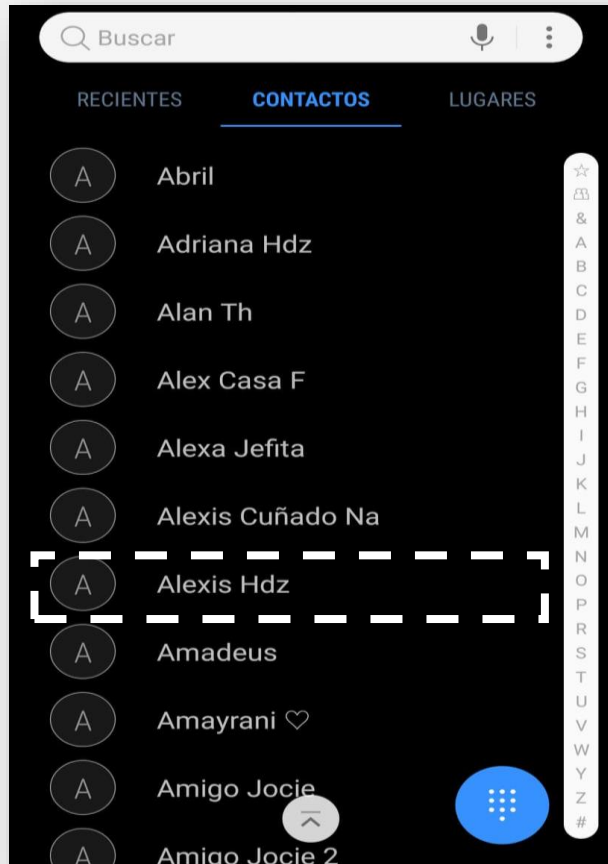 Buscar
RECIENTES CONTACTOS LUGARES
A Abril
A Adriana Hdz
A Alan Th
A Alex Casa F
A Alexa Jefita
A Alexis Cuñado Na
A Alexis Hdz
A Amadeus
A Amayrani ♡
A Amigo Jocie
A Amigo Jocie 2
&
A
B
C
D
E
F
G
H
I
J
K
L
M
N
O
P
R
S
T
U
V
W
Y
Z
#